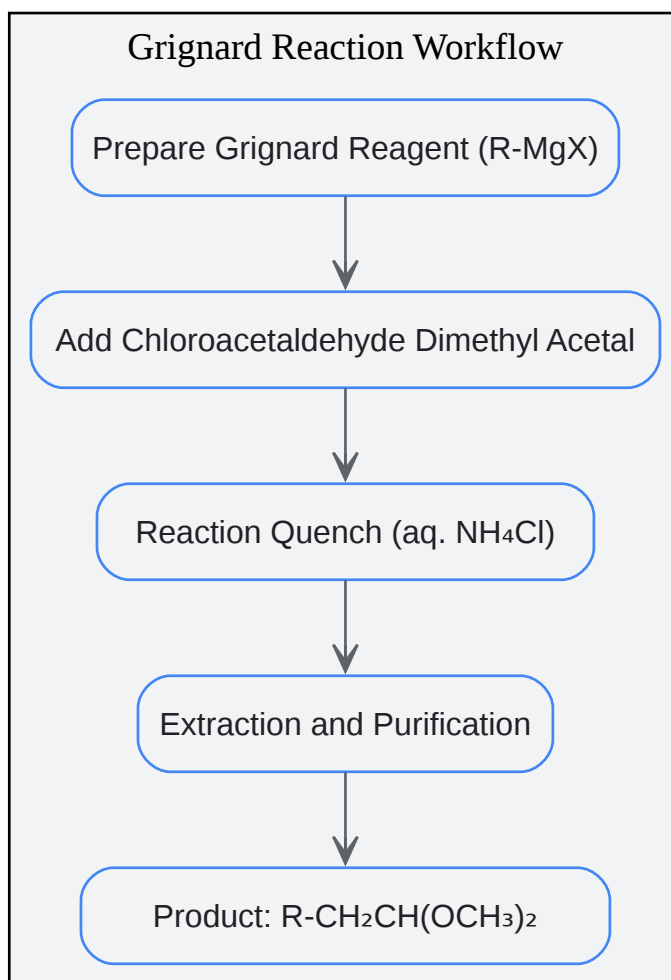 Grignard Reaction Workflow
Prepare Grignard Reagent (R-MgX)
Add Chloroacetaldehyde Dimethyl Acetal
Reaction Quench (aq. NH₄Cl)
Extraction and Purification
Product: R-CH₂CH(OCH₃)₂